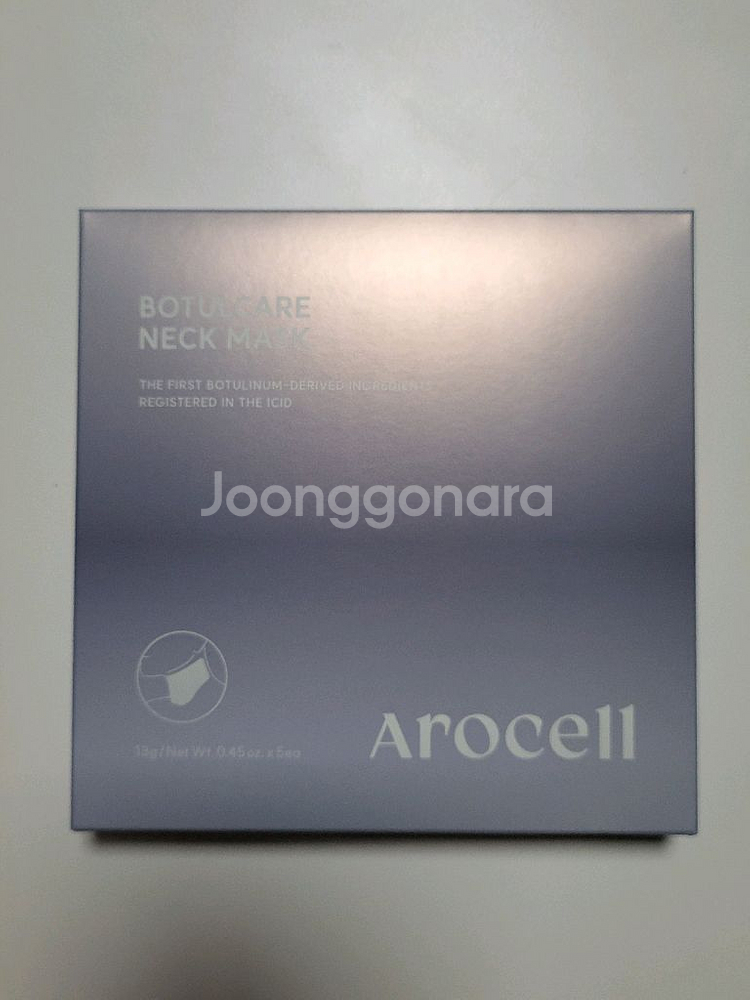 BOTULCARE
NECK MASK
THE FIRST BOTULINUM-DERIVED INGREDIENTS
REGISTERED IN THE ICID
Joonggonara
13g/Net Wt. 0.45oz. x 5ea
Arocell